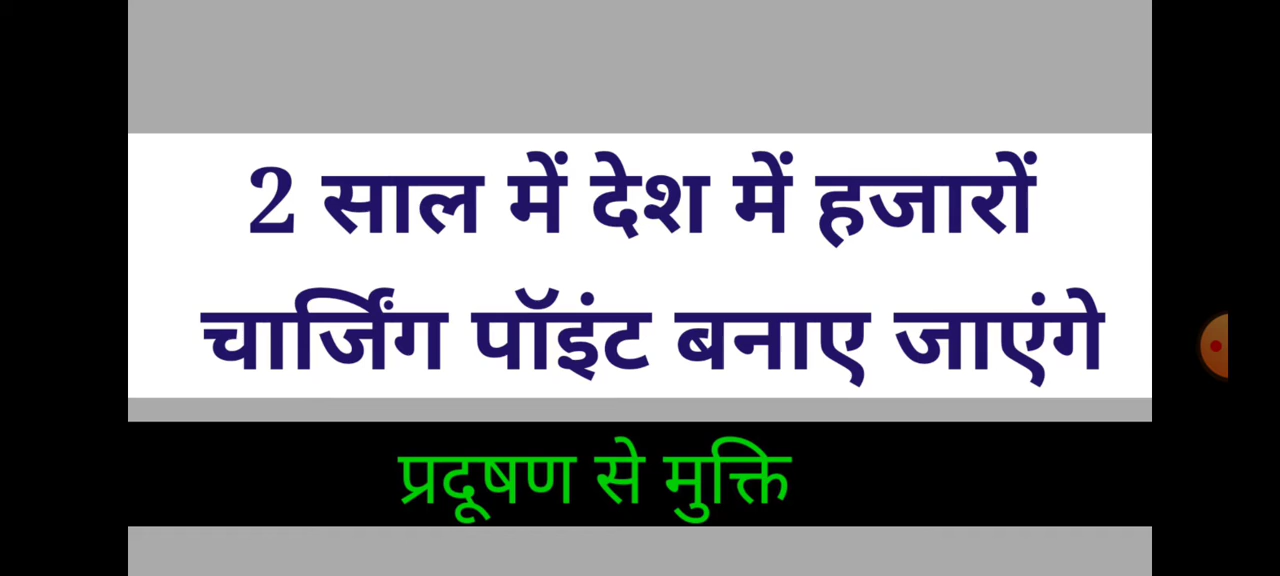 2 साल में देश में हजारों
चार्जिंग पॉइंट बनाए जाएंगे
प्रदूषण से मुक्ति